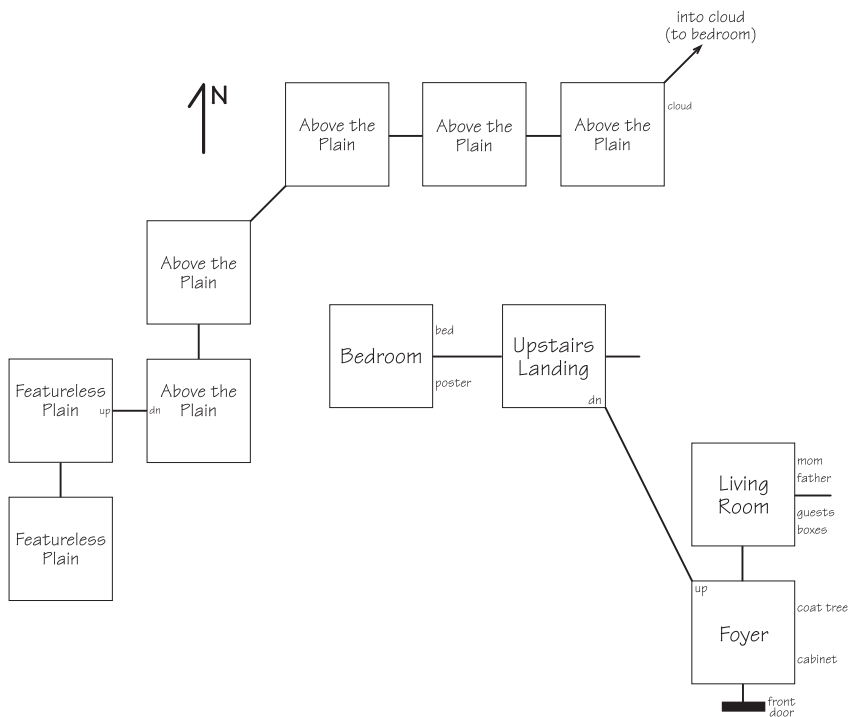 into cloud
(to bedroom)
N
Above the
Plain
Above the
Plain
Above the
Plain
cloud
Above the
Plain
Featureless
Plain
up
dn
Above the
Plain
Featureless
Plain
Bedroom
bed
poster
Upstairs
Landing
dn
Living
Room
mom
father
guests
boxes
up
Foyer
coat tree
cabinet
front
door